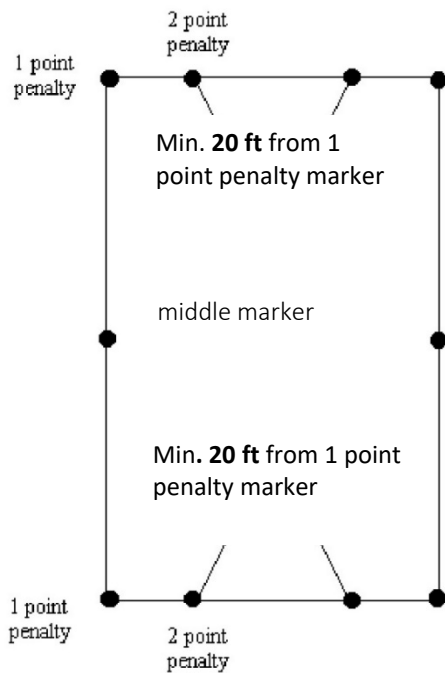 2 point
penalty
1 point
penalty
Min. 20 ft from 1
point penalty marker
middle marker
Min. 20 ft from 1 point
penalty marker
1 point
penalty
2 point
penalty